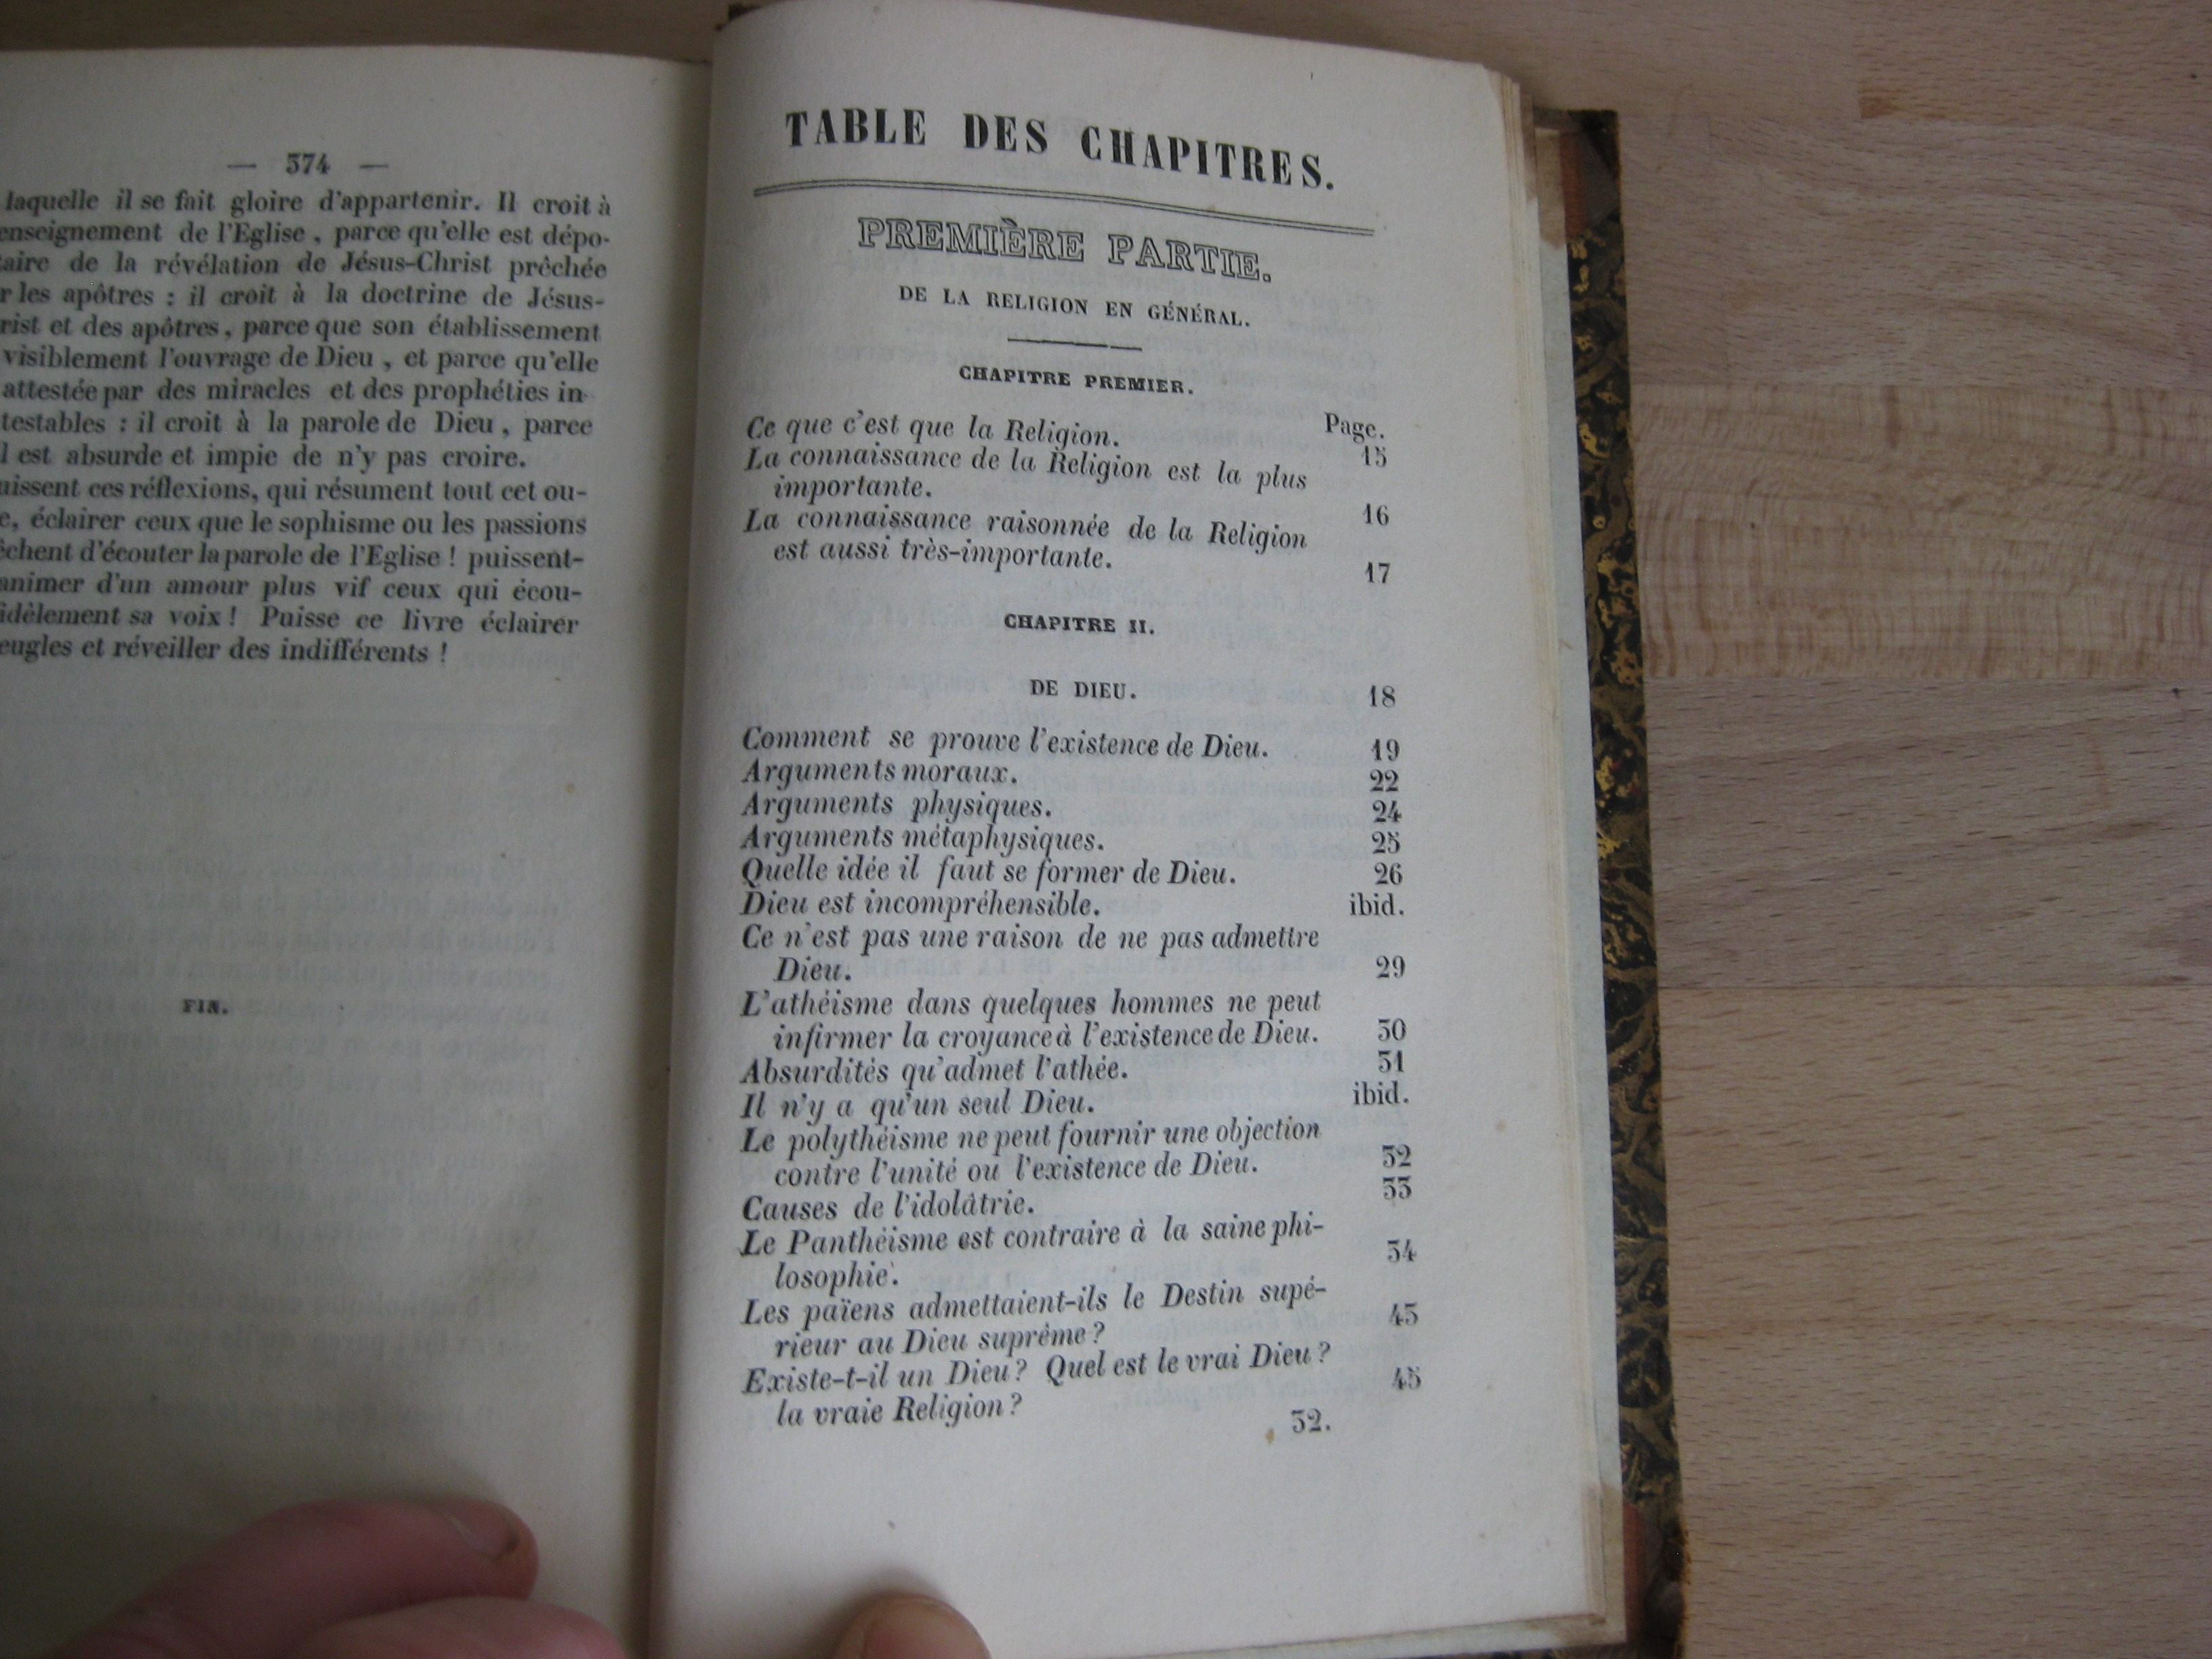 — 374 —
laquelle il se fait gloire d'appartenir. Il croit à
enseignement de l'Eglise, parce qu'elle est dépo-
taire de la révélation de Jésus-Christ prêchée
r les apôtres : il croit à la doctrine de Jésus-
rist et des apôtres, parce que son établissement
visiblement l'ouvrage de Dieu, et parce qu'elle
attestée par des miracles et des prophéties in-
testables : il croit à la parole de Dieu, parce
l est absurde et impie de n'y pas croire.
uissent ces réflexions, qui résument tout cet ou-
e, éclairer ceux que le sophisme ou les passions
êchent d'écouter la parole de l'Eglise ! puissent-
animer d'un amour plus vif ceux qui écou-
idèlement sa voix ! Puisse ce livre éclairer
eugles et réveiller des indifférents !
FIN.
TABLE DES CHAPITRES.
PREMIÈRE PARTIE.
DE LA RELIGION EN GÉNÉRAL.
CHAPITRE PREMIER.
Page.
Ce que c'est que la Religion. 15
La connaissance de la Religion est la plus
importante. 16
La connaissance raisonnée de la Religion
est aussi très-importante. 17
CHAPITRE II.
DE DIEU. 18
Comment se prouve l'existence de Dieu. 19
Arguments moraux. 22
Arguments physiques. 24
Arguments métaphysiques. 25
Quelle idée il faut se former de Dieu. 26
Dieu est incompréhensible. ibid.
Ce n'est pas une raison de ne pas admettre
Dieu. 29
L'athéisme dans quelques hommes ne peut
infirmer la croyance à l'existence de Dieu. 30
Absurdités qu'admet l'athée. 31
Il n'y a qu'un seul Dieu. ibid.
Le polythéisme ne peut fournir une objection
contre l'unité ou l'existence de Dieu. 32
Causes de l'idolâtrie. 33
Le Panthéisme est contraire à la saine phi-
losophie. 34
Les païens admettaient-ils le Destin supé-
rieur au Dieu suprême ? 43
Existe-t-il un Dieu ? Quel est le vrai Dieu ?
la vraie Religion ? 45
32.